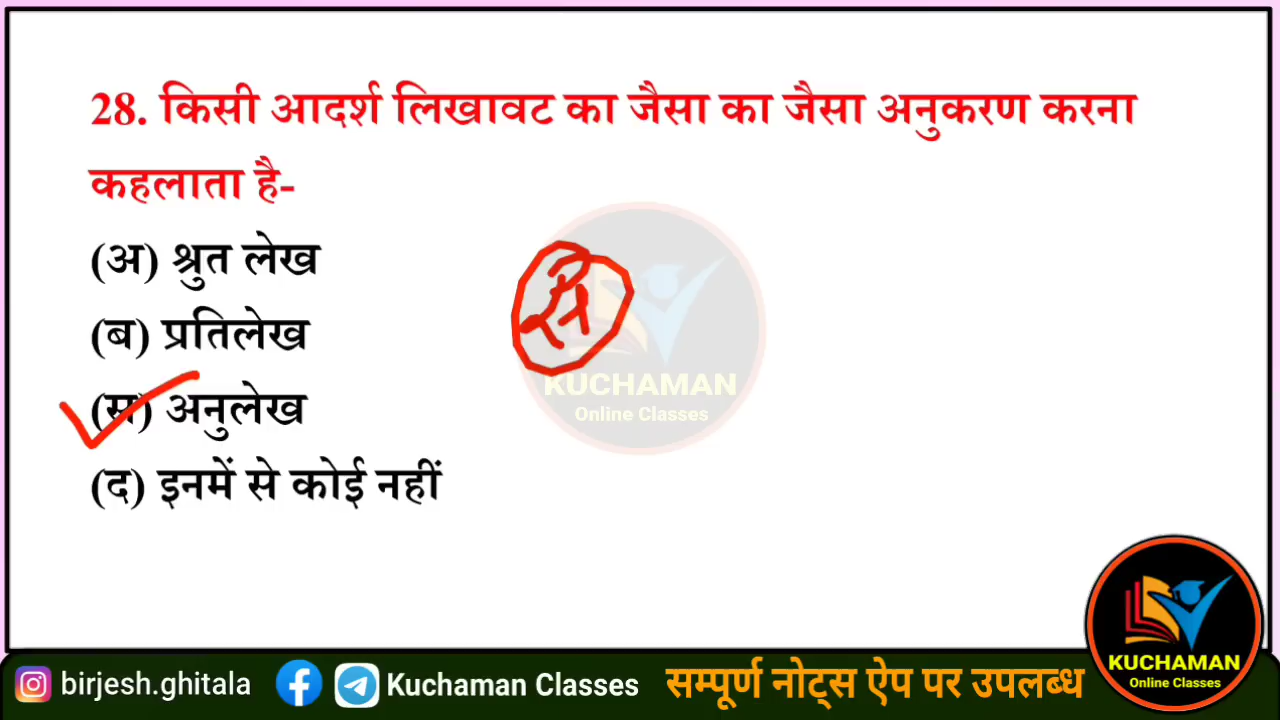 28. किसी आदर्श लिखावट का जैसा का जैसा अनुकरण करना
कहलाता है-
(अ) श्रुत लेख
(ब) प्रतिलेख
(स) अनुलेख
(द) इनमें से कोई नहीं
स
KUCHAMAN
Online Classes
KUCHAMAN
Online Classes
birjesh.ghitala
Kuchaman Classes
सम्पूर्ण नोट्स ऐप पर उपलब्ध